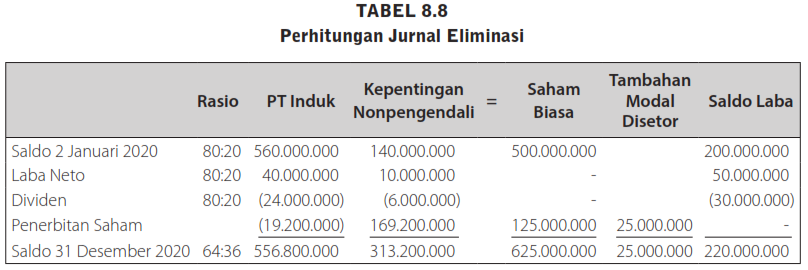 TABEL 8.8
Perhitungan Jurnal Eliminasi
Rasio PT Induk Kepentingan Nonpengendali = Saham Biasa Tambahan Modal Disetor Saldo Laba
Saldo 2 Januari 2020 80:20 560.000.000 140.000.000 500.000.000 200.000.000
Laba Neto 80:20 40.000.000 10.000.000 - 50.000.000
Dividen 80:20 (24.000.000) (6.000.000) - (30.000.000)
Penerbitan Saham (19.200.000) 169.200.000 125.000.000 25.000.000 -
Saldo 31 Desember 2020 64:36 556.800.000 313.200.000 625.000.000 25.000.000 220.000.000